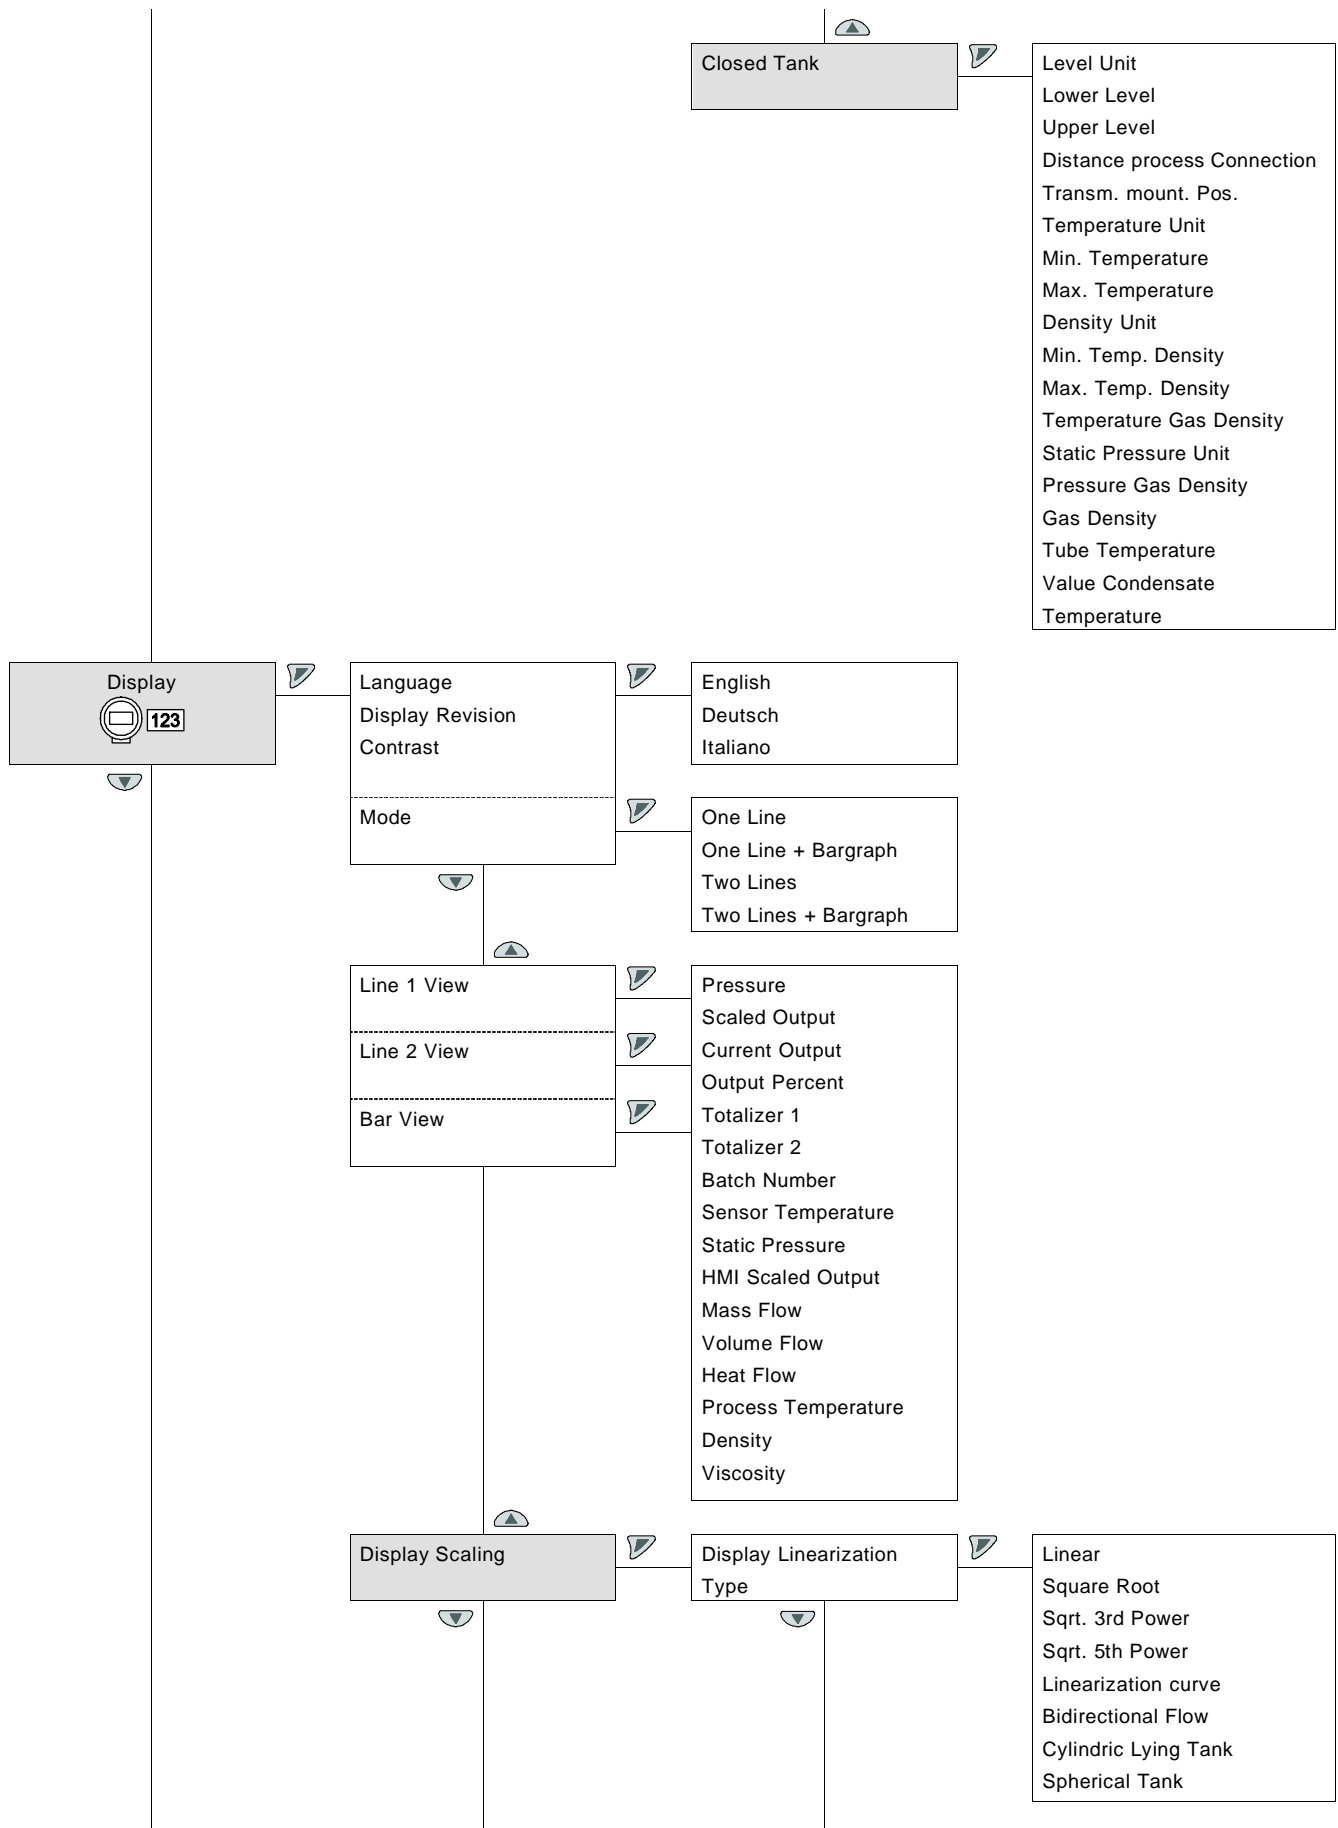 Closed Tank
Level Unit
Lower Level
Upper Level
Distance process Connection
Transm. mount. Pos.
Temperature Unit
Min. Temperature
Max. Temperature
Density Unit
Min. Temp. Density
Max. Temp. Density
Temperature Gas Density
Static Pressure Unit
Pressure Gas Density
Gas Density
Tube Temperature
Value Condensate
Temperature
Display
123
Language
Display Revision
Contrast
English
Deutsch
Italiano
Mode
One Line
One Line + Bargraph
Two Lines
Two Lines + Bargraph
Line 1 View
Line 2 View
Bar View
Pressure
Scaled Output
Current Output
Output Percent
Totalizer 1
Totalizer 2
Batch Number
Sensor Temperature
Static Pressure
HMI Scaled Output
Mass Flow
Volume Flow
Heat Flow
Process Temperature
Density
Viscosity
Display Scaling
Display Linearization
Type
Linear
Square Root
Sqrt. 3rd Power
Sqrt. 5th Power
Linearization curve
Bidirectional Flow
Cylindric Lying Tank
Spherical Tank